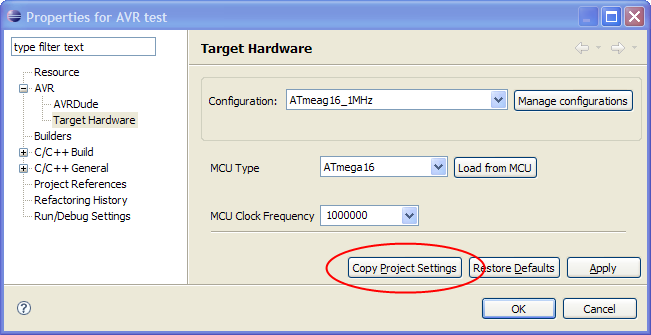 Properties for AVR test
type filter text
Resource
AVR
AVRDude
Target Hardware
Builders
C/C++ Build
C/C++ General
Project References
Refactoring History
Run/Debug Settings
Target Hardware
Configuration: ATmeag16_1MHz Manage configurations
MCU Type ATmega16 Load from MCU
MCU Clock Frequency 1000000
Copy Project Settings Restore Defaults Apply
? OK Cancel